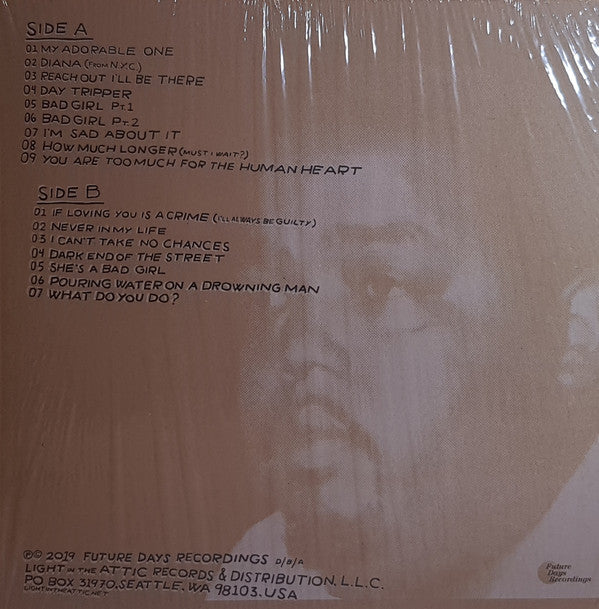 SIDE A
01 MY ADORABLE ONE
02 DIANA (FROM N.Y.C.)
03 REACH OUT I'LL BE THERE
04 DAY TRIPPER
05 BAD GIRL PT.1
06 BAD GIRL PT.2
07 I'M SAD ABOUT IT
08 HOW MUCH LONGER (MUST I WAIT?)
09 YOU ARE TOO MUCH FOR THE HUMAN HEART
SIDE B
01 IF LOVING YOU IS A CRIME (I'LL ALWAYS BE GUILTY)
02 NEVER IN MY LIFE
03 I CAN'T TAKE NO CHANCES
04 DARK END OF THE STREET
05 SHE'S A BAD GIRL
06 POURING WATER ON A DROWNING MAN
07 WHAT DO YOU DO?
℗© 2019 FUTURE DAYS RECORDINGS D/B/A
LIGHT IN THE ATTIC RECORDS & DISTRIBUTION, L.L.C.
PO BOX 31970, SEATTLE, WA 98103, USA
LIGHTINTHEATTIC.NET
Future
Days
Recordings